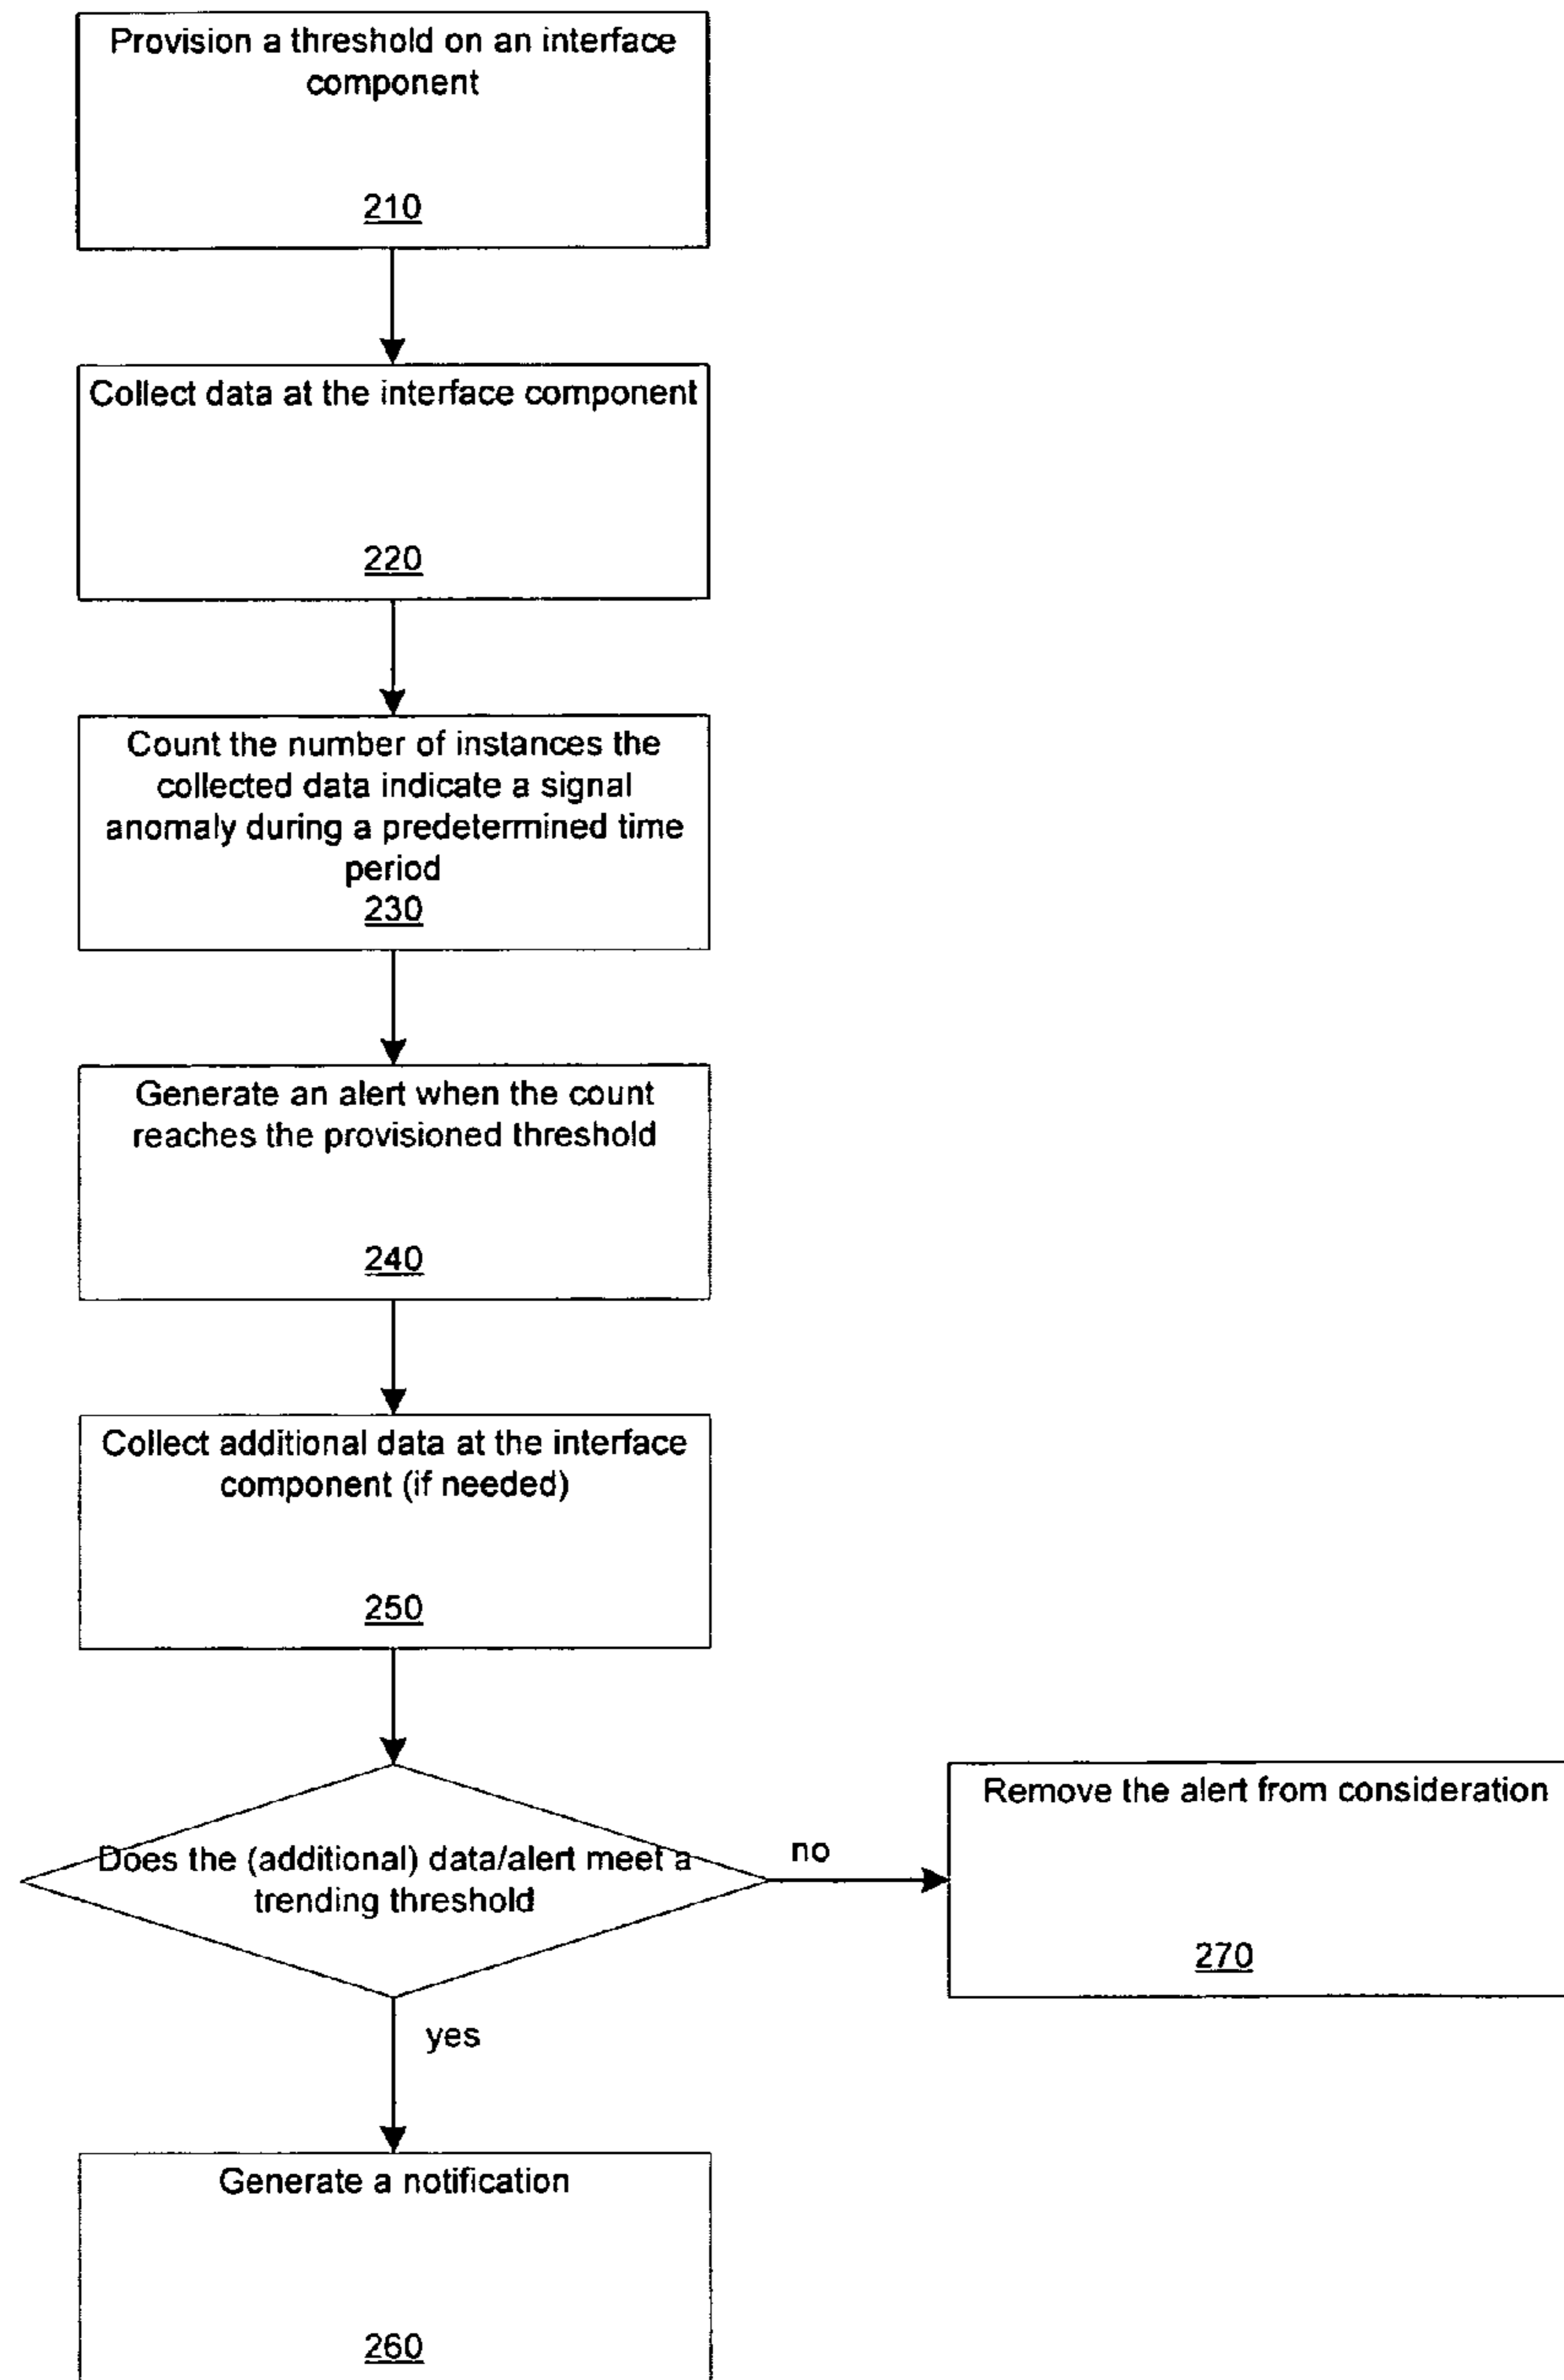 Provision a threshold on an interface
component
210
Collect data at the interface component
220
Count the number of instances the
collected data indicate a signal
anomaly during a predetermined time
period
230
Generate an alert when the count
reaches the provisioned threshold
240
Collect additional data at the interface
component (if needed)
250
Does the (additional) data/alert meet a
trending threshold
no
Remove the alert from consideration
270
yes
Generate a notification
260